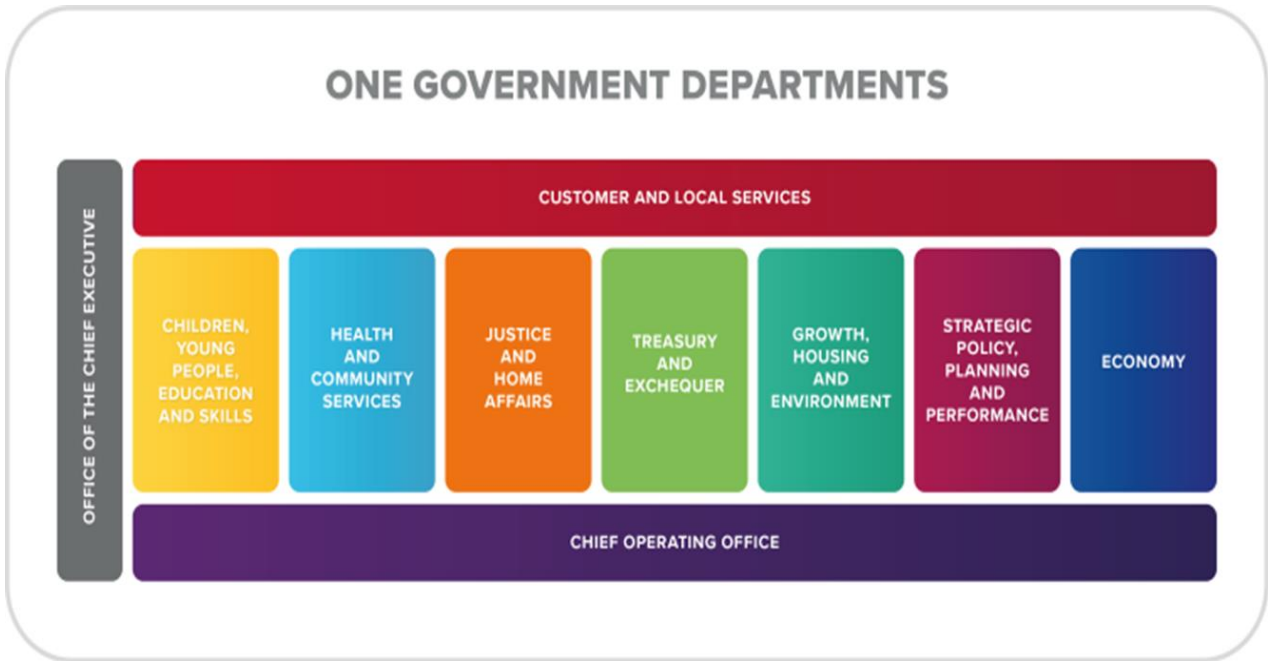 ONE GOVERNMENT DEPARTMENTS
OFFICE OF THE CHIEF EXECUTIVE
CUSTOMER AND LOCAL SERVICES
CHILDREN,
YOUNG
PEOPLE,
EDUCATION
AND SKILLS
HEALTH
AND
COMMUNITY
SERVICES
JUSTICE
AND
HOME
AFFAIRS
TREASURY
AND
EXCHEQUER
GROWTH,
HOUSING
AND
ENVIRONMENT
STRATEGIC
POLICY,
PLANNING
AND
PERFORMANCE
ECONOMY
CHIEF OPERATING OFFICE